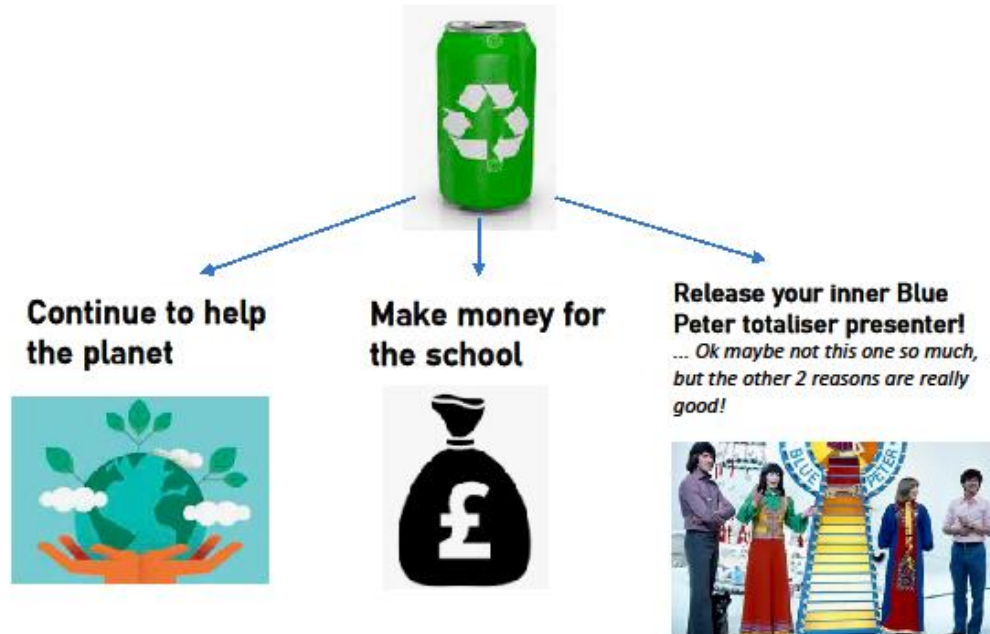 Continue to help
the planet
Make money for
the school
Release your inner Blue
Peter totaliser presenter!
... Ok maybe not this one so much,
but the other 2 reasons are really
good!
£
BLUE PETER